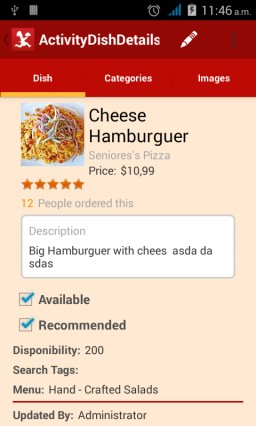 11:46 a.m.
ActivityDishDetails
Dish Categories Images
Cheese
Hamburguer
Seniores's Pizza
Price: $10,99
12 People ordered this
Description
Big Hamburguer with chees asda da
sdas
Available
Recommended
Disponibility: 200
Search Tags:
Menu: Hand - Crafted Salads
Updated By: Administrator